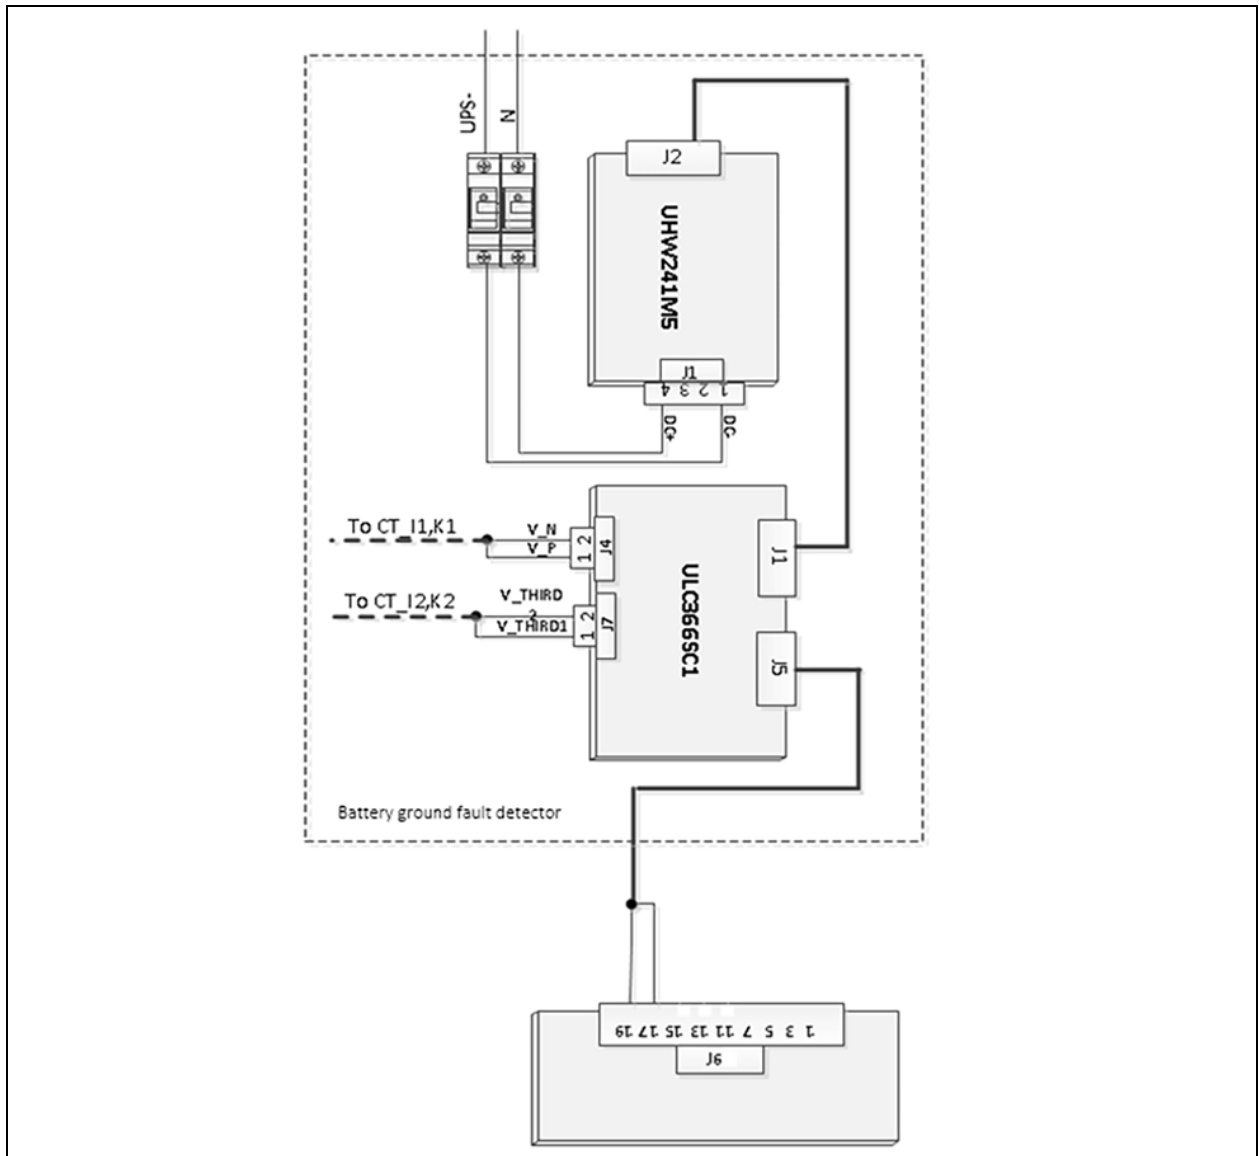 UPS-
N
J2
UHW241M5
J1
4 3 2 1
DC+
DC-
To CT_I1,K1
V_N
V_P
1 2
J4
J1
To CT_I2,K2
V_THIRD
2
V_THIRD1
1 2
J7
ULC366SC1
J5
Battery ground fault detector
19 17 15 13 11 7 5 3 1
J6